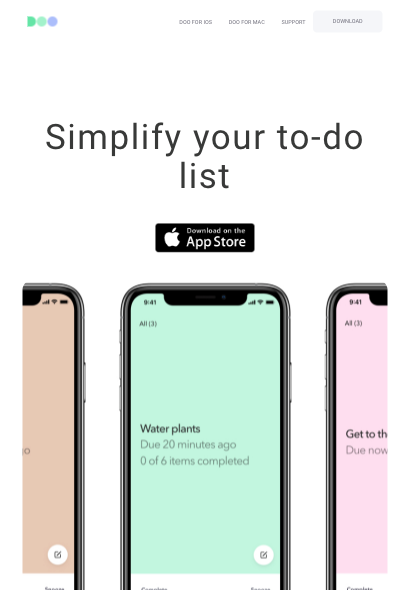 DOO
DOO FOR IOS DOO FOR MAC SUPPORT DOWNLOAD
Simplify your to-do
list
Download on the
App Store
9:41
9:41
All (3)
All (3)
Water plants
Due 20 minutes ago
0 of 6 items completed
Get to th
Due now
go
Snooze
Complete
Snooze
Complete